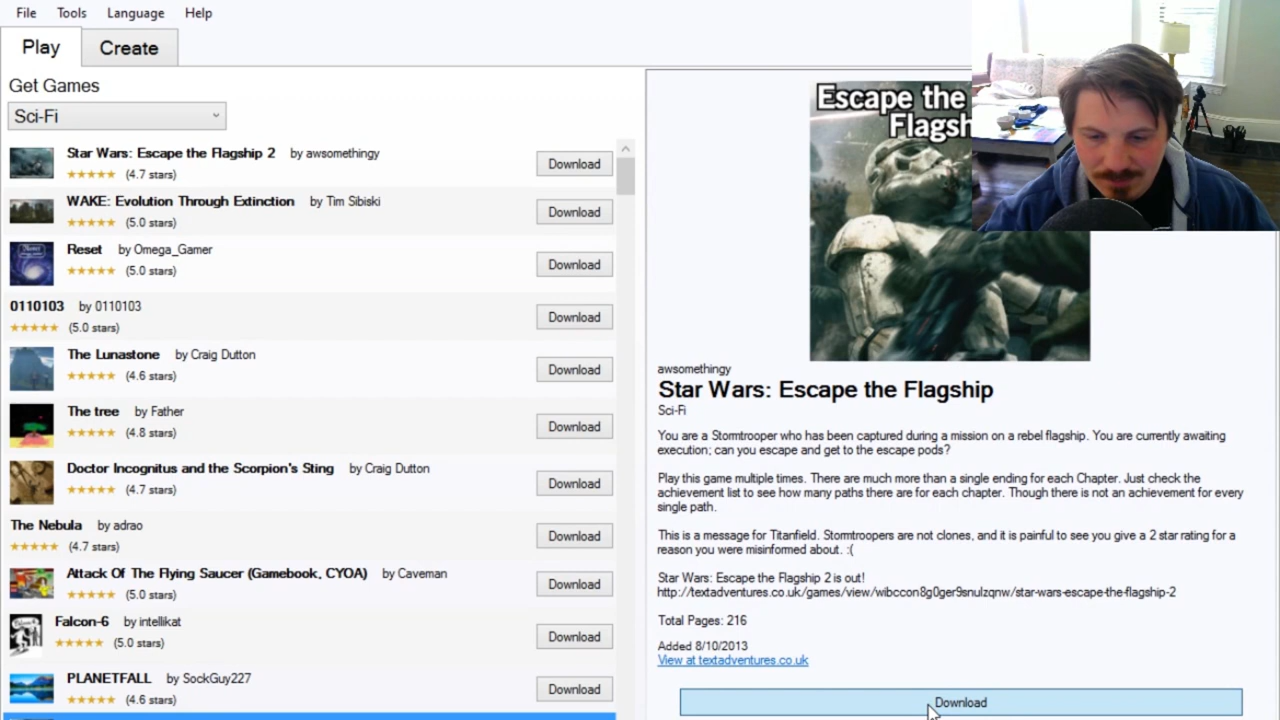 File Tools Language Help
Play Create
Get Games
Sci-Fi
Star Wars: Escape the Flagship 2 by awsomethingy
(4.7 stars)
Download
WAKE: Evolution Through Extinction by Tim Sibiski
(5.0 stars)
Download
Reset by Omega_Gamer
(5.0 stars)
Download
0110103 by 0110103
(5.0 stars)
Download
The Lunastone by Craig Dutton
(4.6 stars)
Download
The tree by Father
(4.8 stars)
Download
Doctor Incognitus and the Scorpion's Sting by Craig Dutton
(4.7 stars)
Download
The Nebula by adrao
(4.7 stars)
Download
Attack Of The Flying Saucer (Gamebook, CYOA) by Caveman
(5.0 stars)
Download
Falcon-6 by intellikat
(5.0 stars)
Download
PLANETFALL by SockGuy227
(4.6 stars)
Download
Escape the
Flagsh
awsomethingy
Star Wars: Escape the Flagship
Sci-Fi
You are a Stormtrooper who has been captured during a mission on a rebel flagship. You are currently awaiting
execution; can you escape and get to the escape pods?
Play this game multiple times. There are much more than a single ending for each Chapter. Just check the
achievement list to see how many paths there are for each chapter. Though there is not an achievement for every
single path.
This is a message for Titanfield. Stormtroopers are not clones, and it is painful to see you give a 2 star rating for a
reason you were misinformed about. :(
Star Wars: Escape the Flagship 2 is out!
http://textadventures.co.uk/games/view/wibccon8g0ger9snulzqnw/star-wars-escape-the-flagship-2
Total Pages: 216
Added 8/10/2013
View at textadventures.co.uk
Download